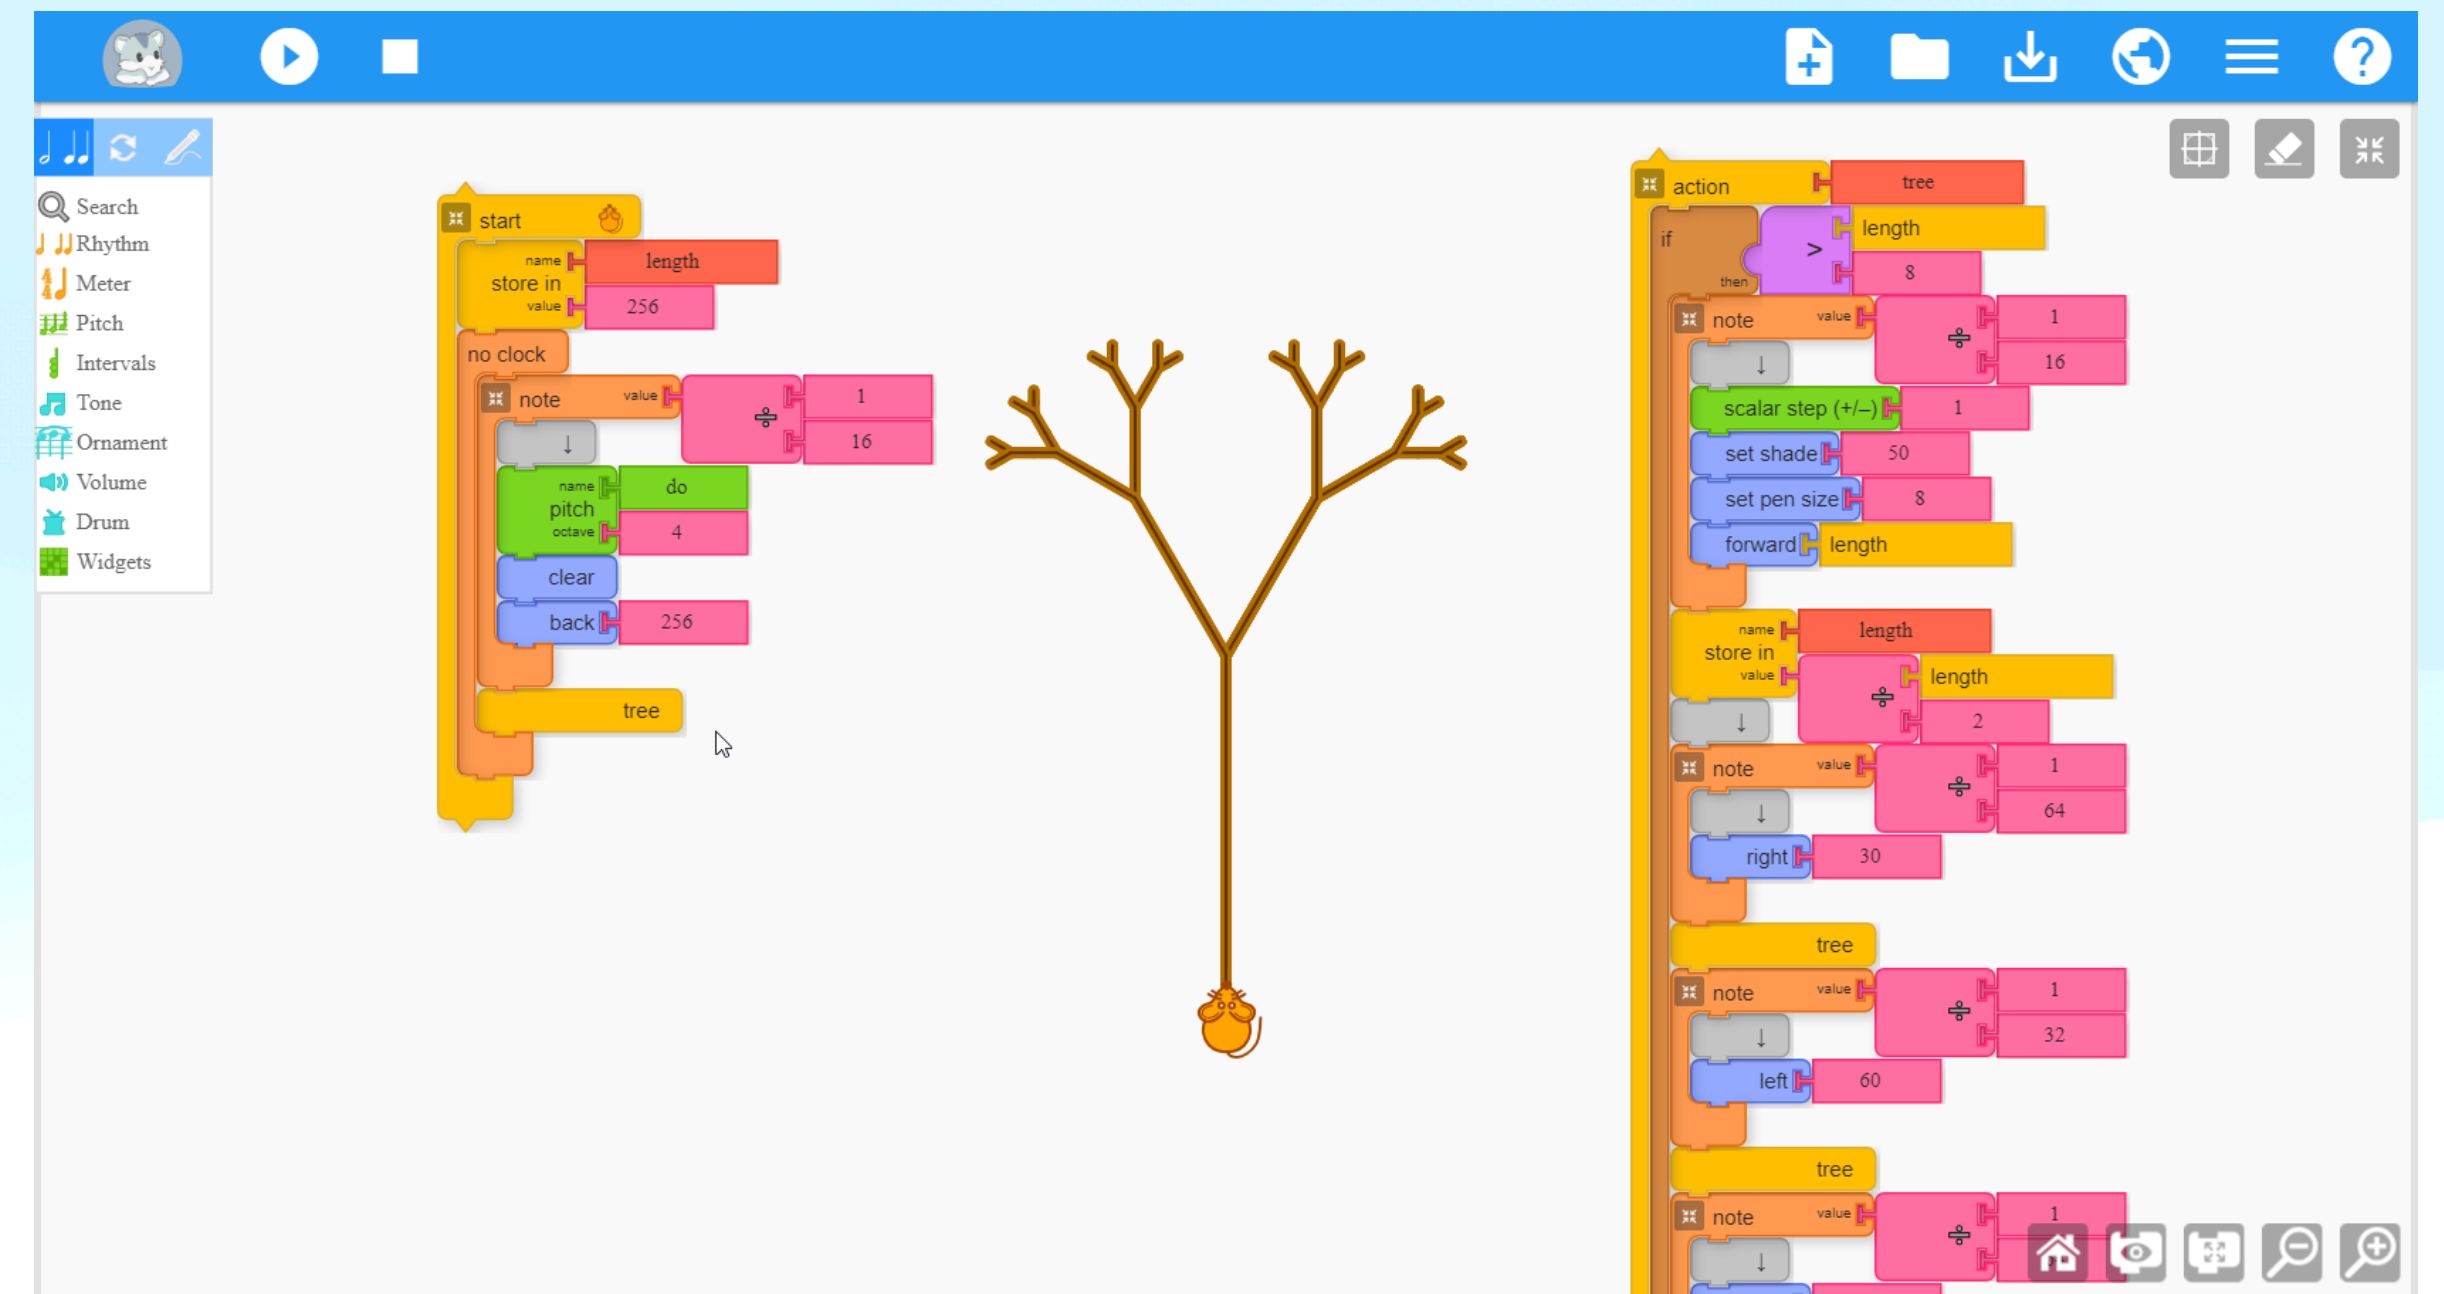 Search
Rhythm
Meter
Pitch
Intervals
Tone
Ornament
Volume
Drum
Widgets
start
name length
store in
value 256
no clock
note value 1
÷
16
↓
name do
pitch
octave 4
clear
back 256
tree
action tree
if > length
8
then
note value 1
÷
16
↓
scalar step (+/–) 1
set shade 50
set pen size 8
forward length
name length
store in
value ÷ length
2
↓
note value 1
÷
64
↓
right 30
tree
note value 1
÷
32
↓
left 60
tree
note value 1
÷
↓